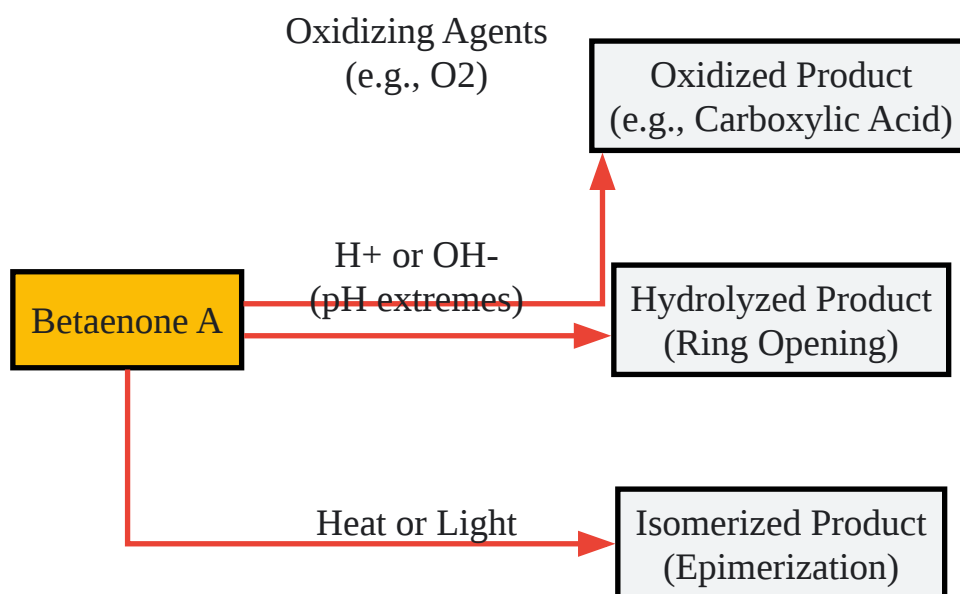 Oxidizing Agents
(e.g., O2)
Oxidized Product
(e.g., Carboxylic Acid)
H+ or OH-
(pH extremes)
Betaenone A
Hydrolyzed Product
(Ring Opening)
Heat or Light
Isomerized Product
(Epimerization)